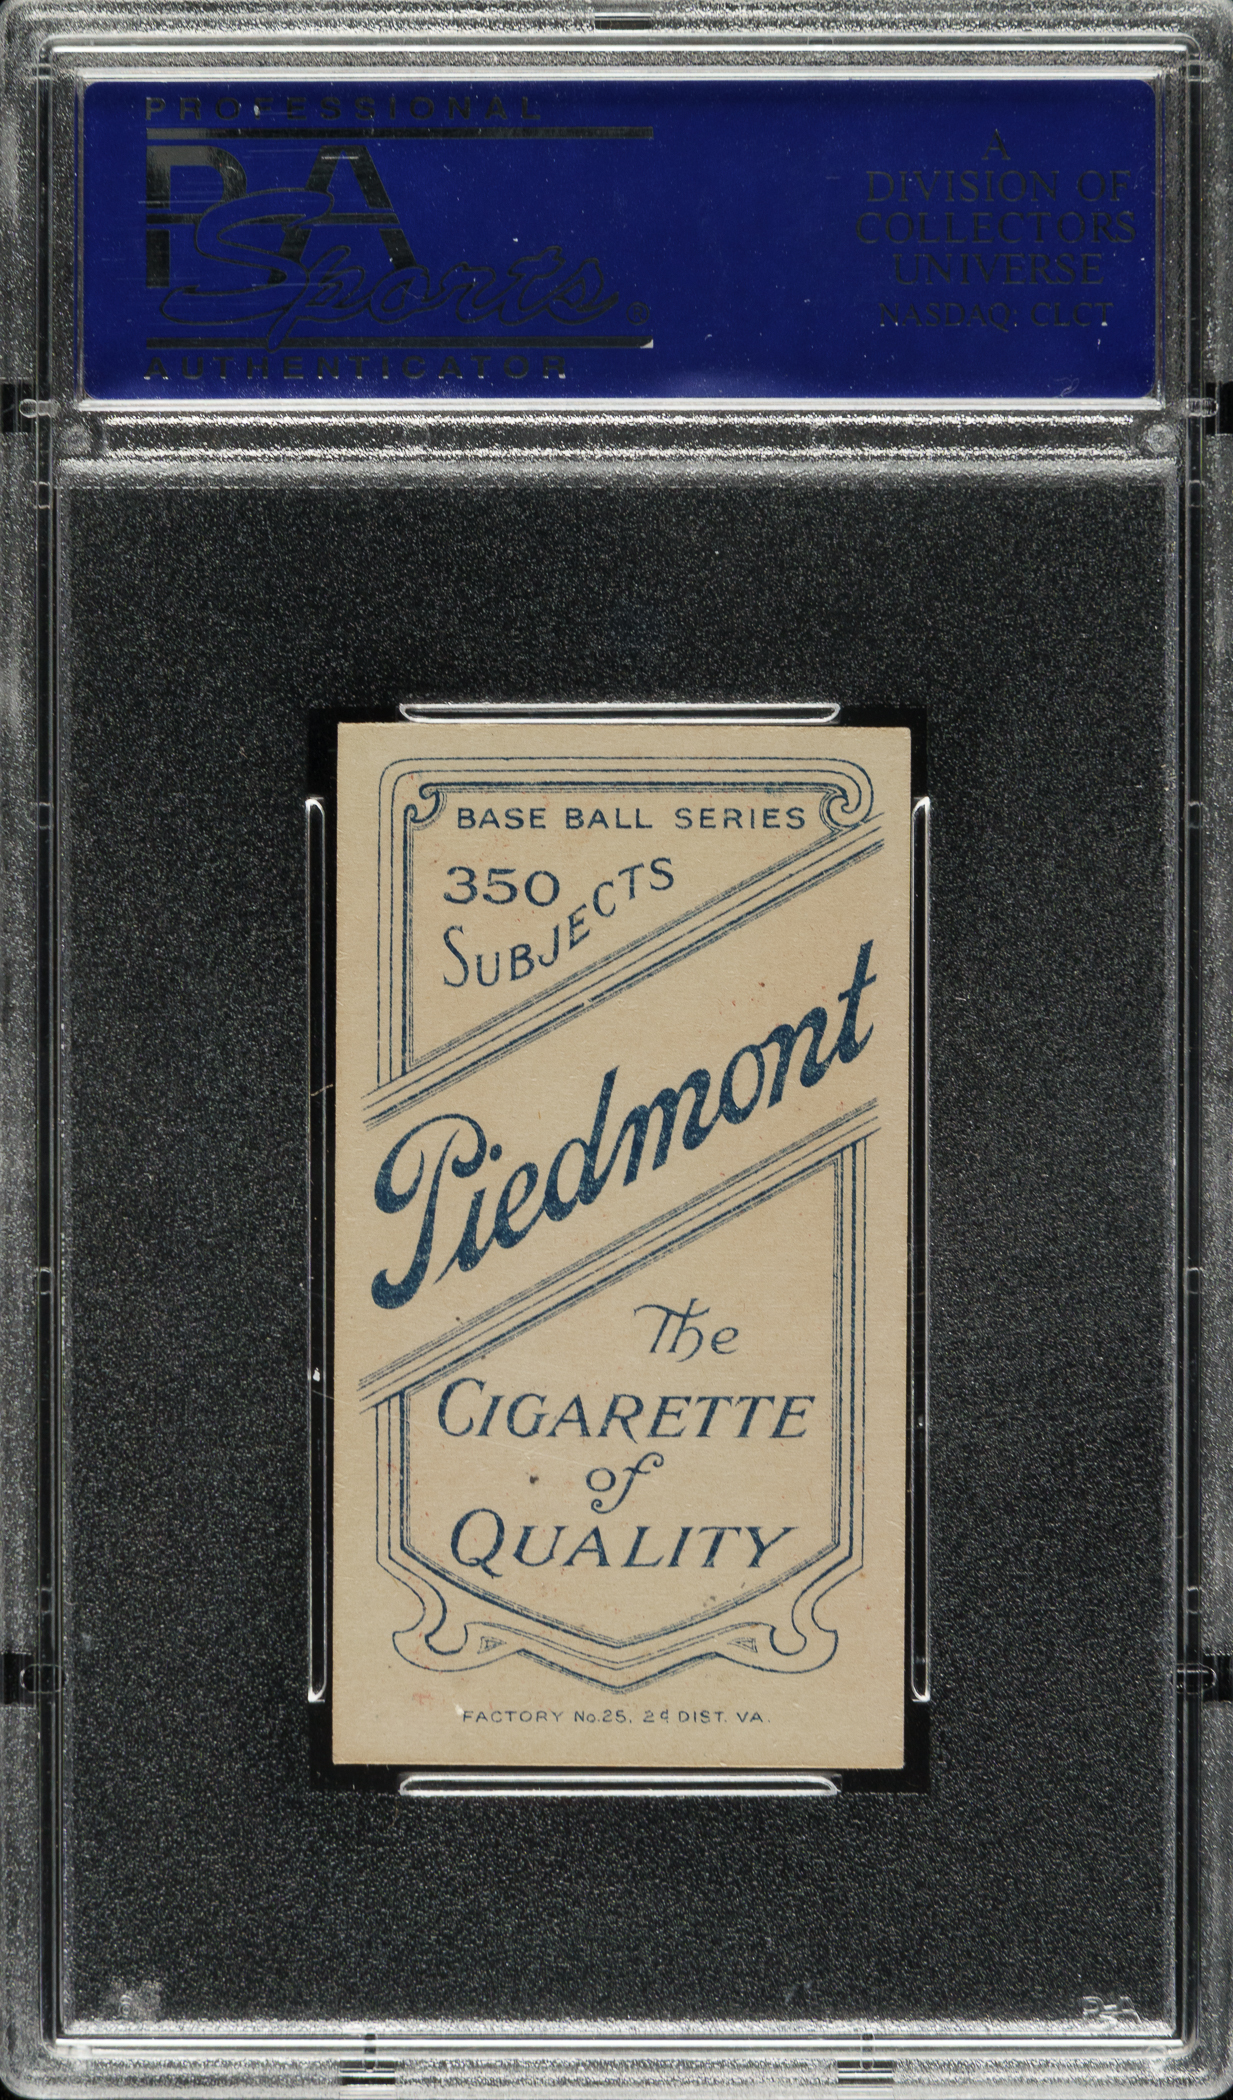 PROFESSIONAL
PSA
Sports®
AUTHENTICATOR
A
DIVISION OF
COLLECTORS
UNIVERSE
NASDAQ: CLCT
BASE BALL SERIES
350
SUBJECTS
Piedmont
The
CIGARETTE
of
QUALITY
FACTORY No.25, 2d DIST. VA.
PSA